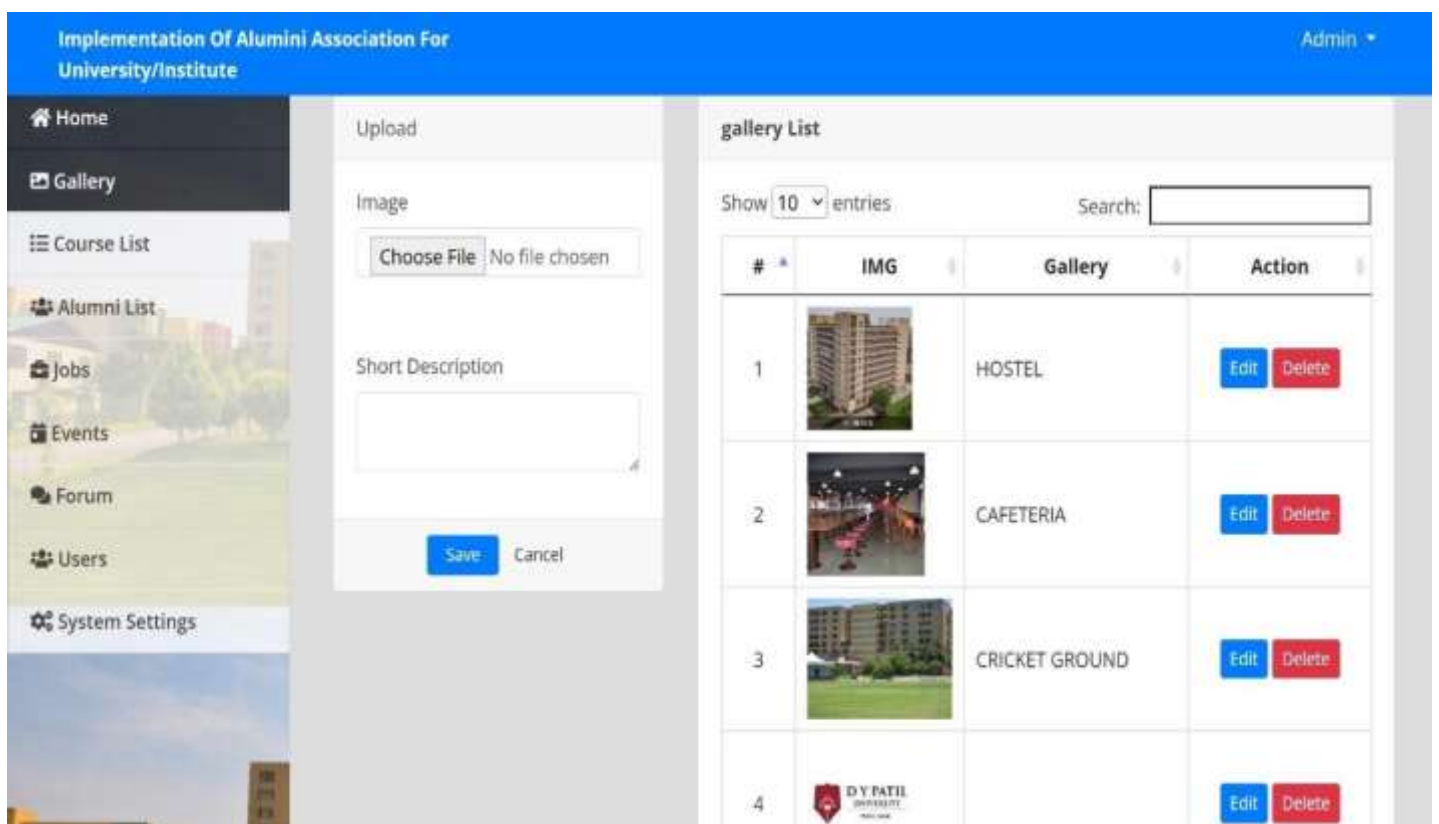 Implementation Of Alumini Association For
University/Institute
Admin
Home
Gallery
Course List
Alumni List
Jobs
Events
Forum
Users
System Settings
Upload
Image
Choose File No file chosen
Short Description
Save Cancel
gallery List
Show 10 entries Search:
# IMG Gallery Action
1 HOSTEL Edit Delete
2 CAFETERIA Edit Delete
3 CRICKET GROUND Edit Delete
4 D Y PATIL Edit Delete
UNIVERSITY